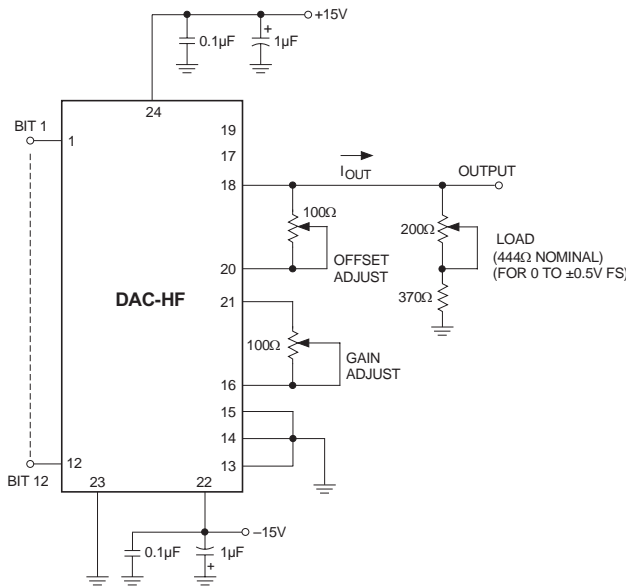 +15V
+
0.1µF
1µF
24
BIT 1
1
19
17
18
IOUT
OUTPUT
100Ω
200Ω
LOAD
(444Ω NOMINAL)
(FOR 0 TO ±0.5V FS)
OFFSET
ADJUST
20
DAC-HF
21
370Ω
100Ω
GAIN
ADJUST
16
15
14
13
12
BIT 12
23
22
–15V
0.1µF
1µF
+